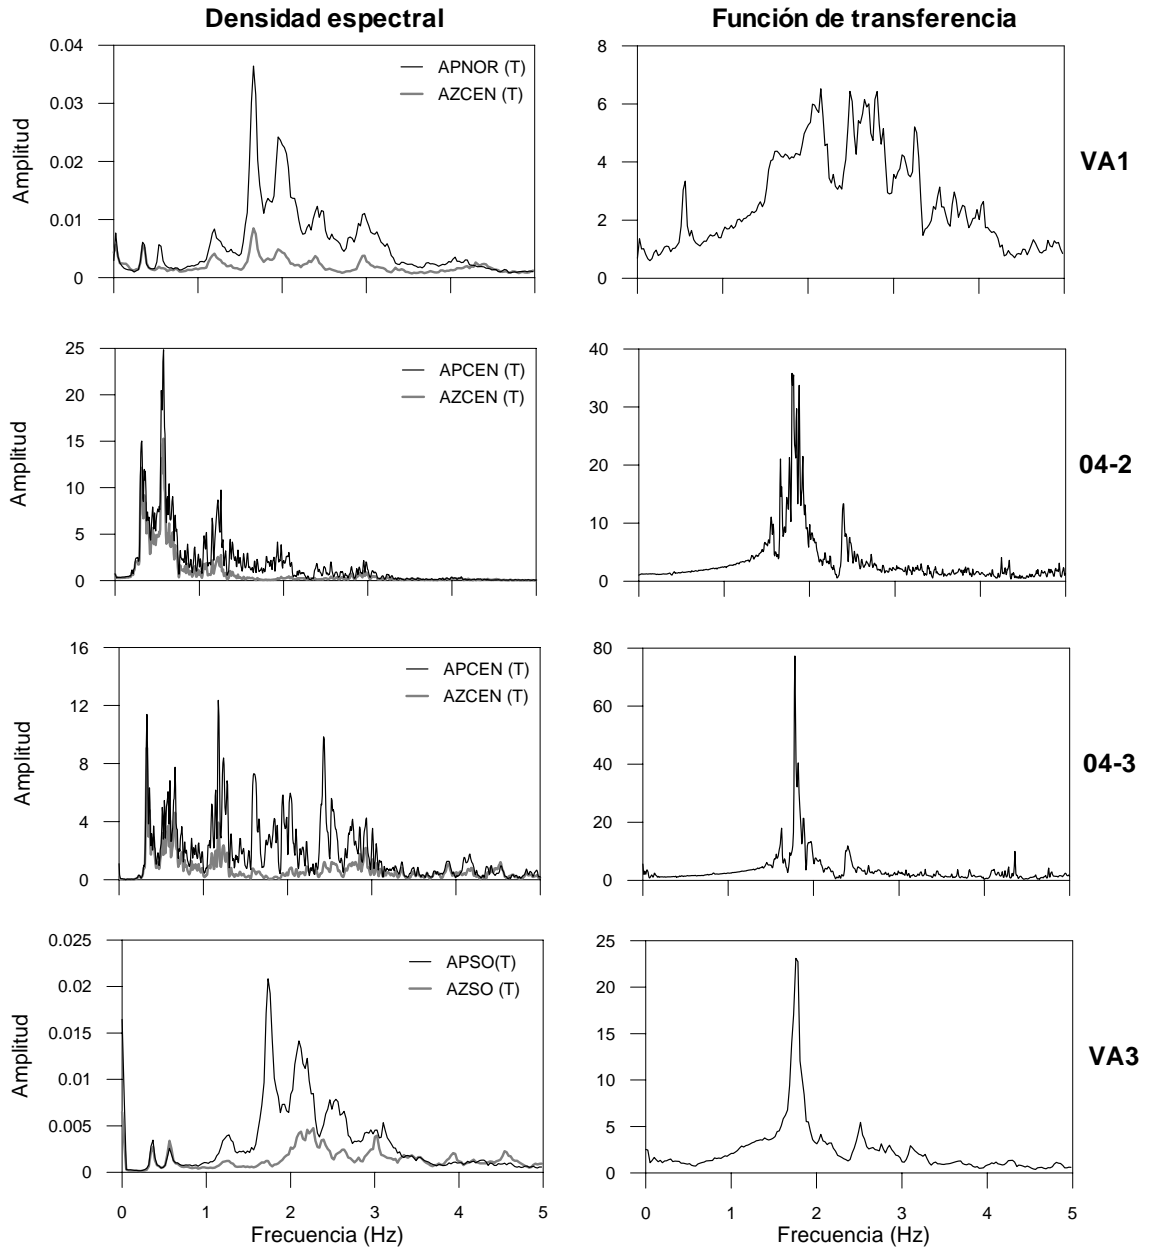 Densidad espectral
Función de transferencia
0.04
0.03
0.02
0.01
0
Amplitud
APNOR (T)
AZCEN (T)
8
6
4
2
0
VA1
25
20
15
10
5
0
Amplitud
APCEN (T)
AZCEN (T)
40
30
20
10
0
04-2
16
12
8
4
0
Amplitud
APCEN (T)
AZCEN (T)
80
60
40
20
0
04-3
0.025
0.02
0.015
0.01
0.005
0
Amplitud
APSO(T)
AZSO (T)
0 1 2 3 4 5
Frecuencia (Hz)
25
20
15
10
5
0
VA3
0 1 2 3 4 5
Frecuencia (Hz)